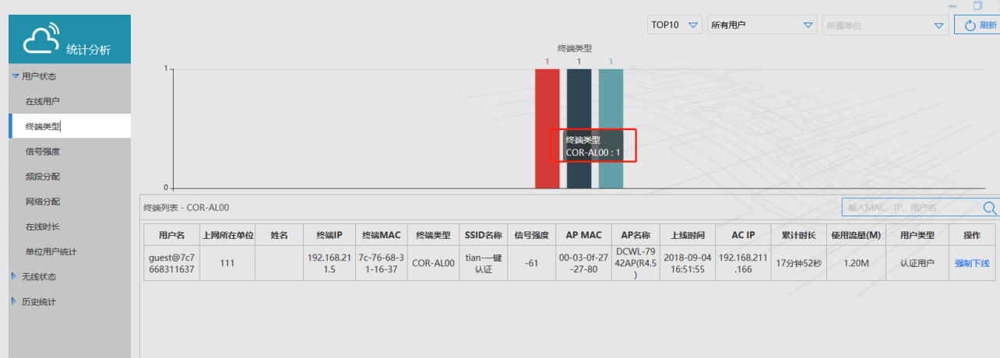 TOP10
所有用户
所属单位
刷新
统计分析
用户状态
在线用户
终端类型
信号强度
频段分配
网络分配
在线时长
单位用户统计
无线状态
历史统计
终端类型
1 1 1
1
0
终端类型
COR-AL00 : 1
终端列表 - COR-AL00
输入MAC、IP、用户名
用户名 上网所在单位 姓名 终端IP 终端MAC 终端类型 SSID名称 信号强度 AP MAC AP名称 上线时间 AC IP 累计时长 使用流量(M) 用户类型 操作
guest@7c7
668311637
111
192.168.21
1.5
7c-76-68-3
1-16-37
COR-AL00
tian-一键
认证
-61
00-03-0f-27
-27-80
DCWL-79
42AP(R4.5
)
2018-09-04
16:51:55
192.168.211
.166
17分钟52秒
1.20M
认证用户
强制下线